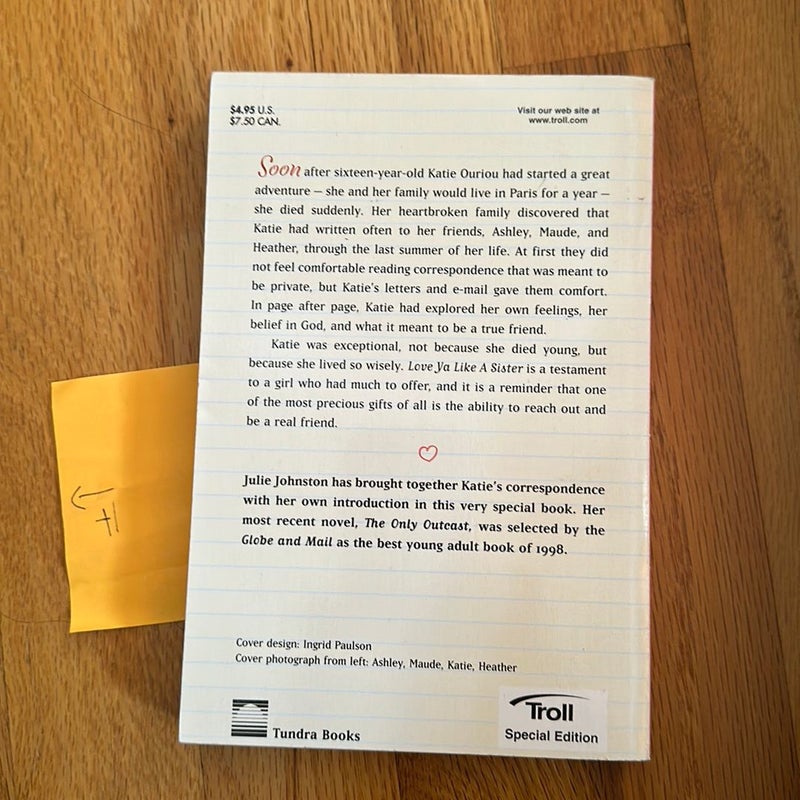 $4.95 U.S.
$7.50 CAN.
Visit our web site at
www.troll.com
Soon after sixteen-year-old Katie Ouriou had started a great
adventure – she and her family would live in Paris for a year –
she died suddenly. Her heartbroken family discovered that
Katie had written often to her friends, Ashley, Maude, and
Heather, through the last summer of her life. At first they did
not feel comfortable reading correspondence that was meant to
be private, but Katie's letters and e-mail gave them comfort.
In page after page, Katie had explored her own feelings, her
belief in God, and what it meant to be a true friend.
Katie was exceptional, not because she died young, but
because she lived so wisely. Love Ya Like A Sister is a testament
to a girl who had much to offer, and it is a reminder that one
of the most precious gifts of all is the ability to reach out and
be a real friend.
Julie Johnston has brought together Katie's correspondence
with her own introduction in this very special book. Her
most recent novel, The Only Outcast, was selected by the
Globe and Mail as the best young adult book of 1998.
Cover design: Ingrid Paulson
Cover photograph from left: Ashley, Maude, Katie, Heather
Tundra Books
Troll
Special Edition